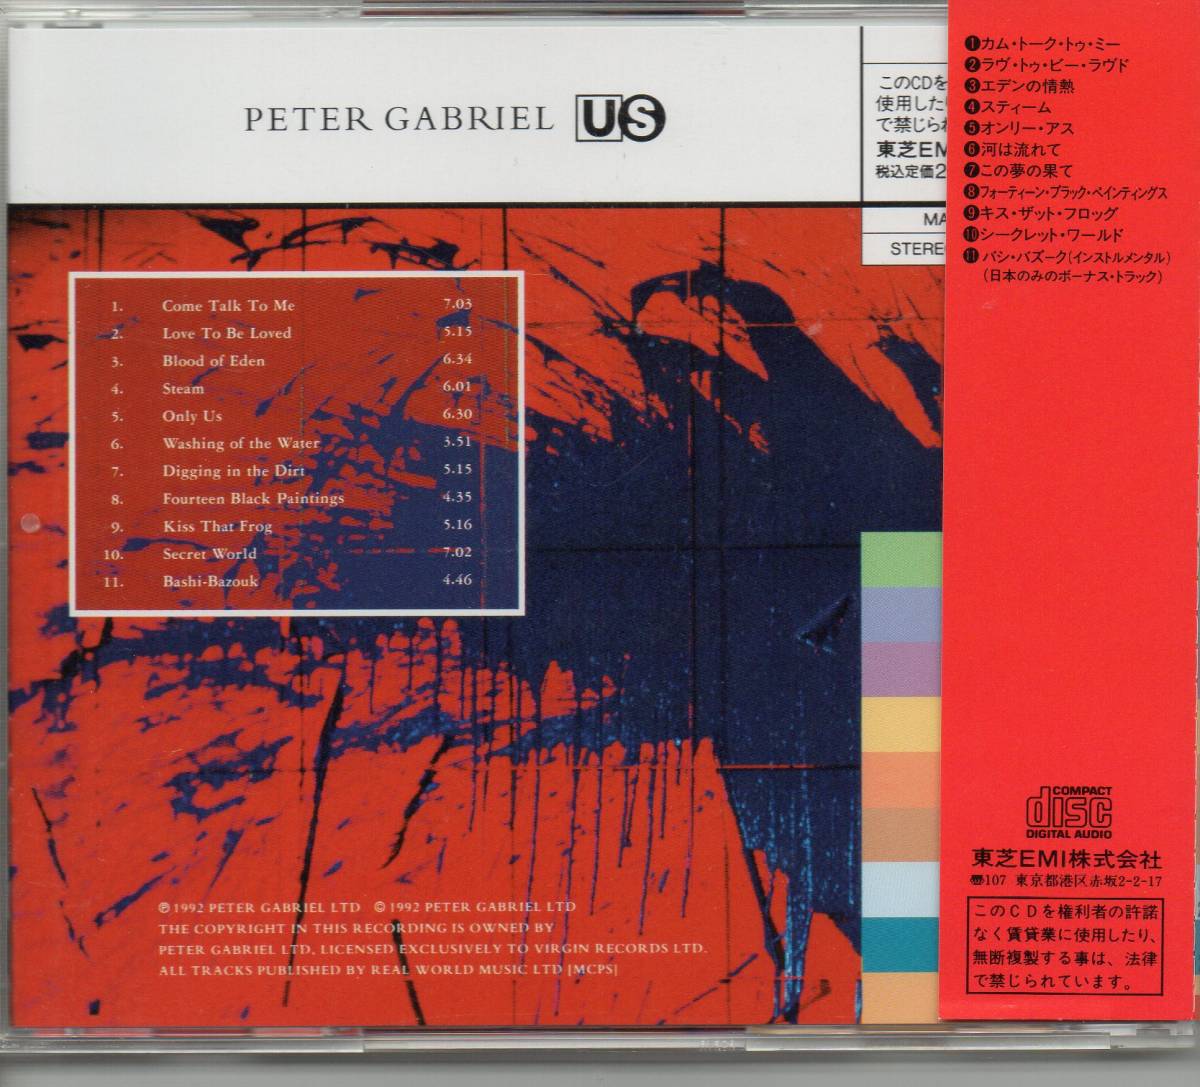 PETER GABRIEL US
このCDを
使用した
で禁じられ
東芝EM
税込定価2
MA
STEREO
1. Come Talk To Me 7.03
2. Love To Be Loved 5.15
3. Blood of Eden 6.34
4. Steam 6.01
5. Only Us 6.30
6. Washing of the Water 3.51
7. Digging in the Dirt 5.15
8. Fourteen Black Paintings 4.35
9. Kiss That Frog 5.16
10. Secret World 7.02
11. Bashi-Bazouk 4.46
℗ 1992 PETER GABRIEL LTD © 1992 PETER GABRIEL LTD
THE COPYRIGHT IN THIS RECORDING IS OWNED BY
PETER GABRIEL LTD, LICENSED EXCLUSIVELY TO VIRGIN RECORDS LTD.
ALL TRACKS PUBLISHED BY REAL WORLD MUSIC LTD [MCPS]
❶カム・トーク・トゥ・ミー
❷ラヴ・トゥ・ビー・ラヴド
❸エデンの情熱
❹スティーム
❺オンリー・アス
❻河は流れて
❼この夢の果て
❽フォーティーン・ブラック・ペインティングス
❾キス・ザット・フロッグ
❿シークレット・ワールド
⓫バシ・バズーク(インストルメンタル)
(日本のみのボーナス・トラック)
COMPACT
disc
DIGITAL AUDIO
東芝EMI株式会社
〠107 東京都港区赤坂2-2-17
このCDを権利者の許諾
なく賃貸業に使用したり、
無断複製する事は、法律
で禁じられています。